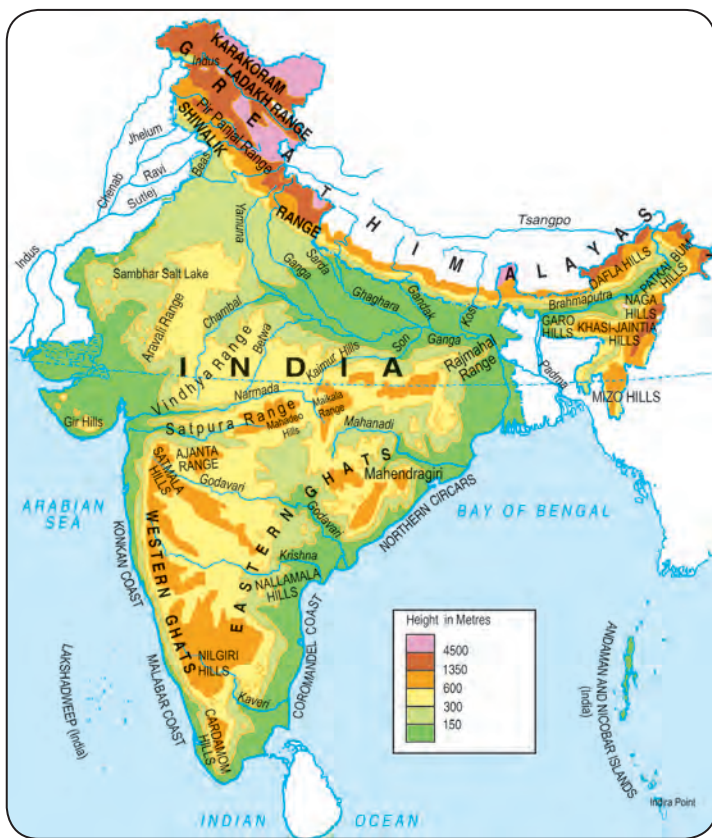 KARAKORAM
GREAT HIMALAYAS
Indus
LADAKH RANGE
Pir Panjal Range
SHIWALIK
RANGE
Jhelum
Chenab
Ravi
Beas
Sutlej
Indus
Yamuna
Ganga
Sarda
Ghaghara
Gandak
Kosi
Tsangpo
DAFLA HILLS
PATKAI BUM
HILLS
Brahmaputra
NAGA
HILLS
GARO
HILLS
KHASI-JAINTIA
HILLS
MIZO HILLS
Padma
Sambhar Salt Lake
Aravali Range
Chambal
Betwa
Vindhya Range
Kaimur Hills
Son
Ganga
Rajmahal
Range
INDIA
Narmada
Maikala
Range
Satpura Range
Mahadeo
Hills
Mahanadi
Gir Hills
AJANTA
RANGE
SATMALA
HILLS
Godavari
Mahendragiri
EASTERN GHATS
Godavari
NORTHERN CIRCARS
ARABIAN
SEA
BAY OF BENGAL
KONKAN COAST
WESTERN GHATS
Krishna
NALLAMALA
HILLS
COROMANDEL COAST
NILGIRI
HILLS
Kaveri
MALABAR COAST
CARDAMOM
HILLS
LAKSHADWEEP (India)
Height in Metres
4500
1350
600
300
150
ANDAMAN AND NICOBAR ISLANDS
(India)
Indira Point
INDIAN OCEAN